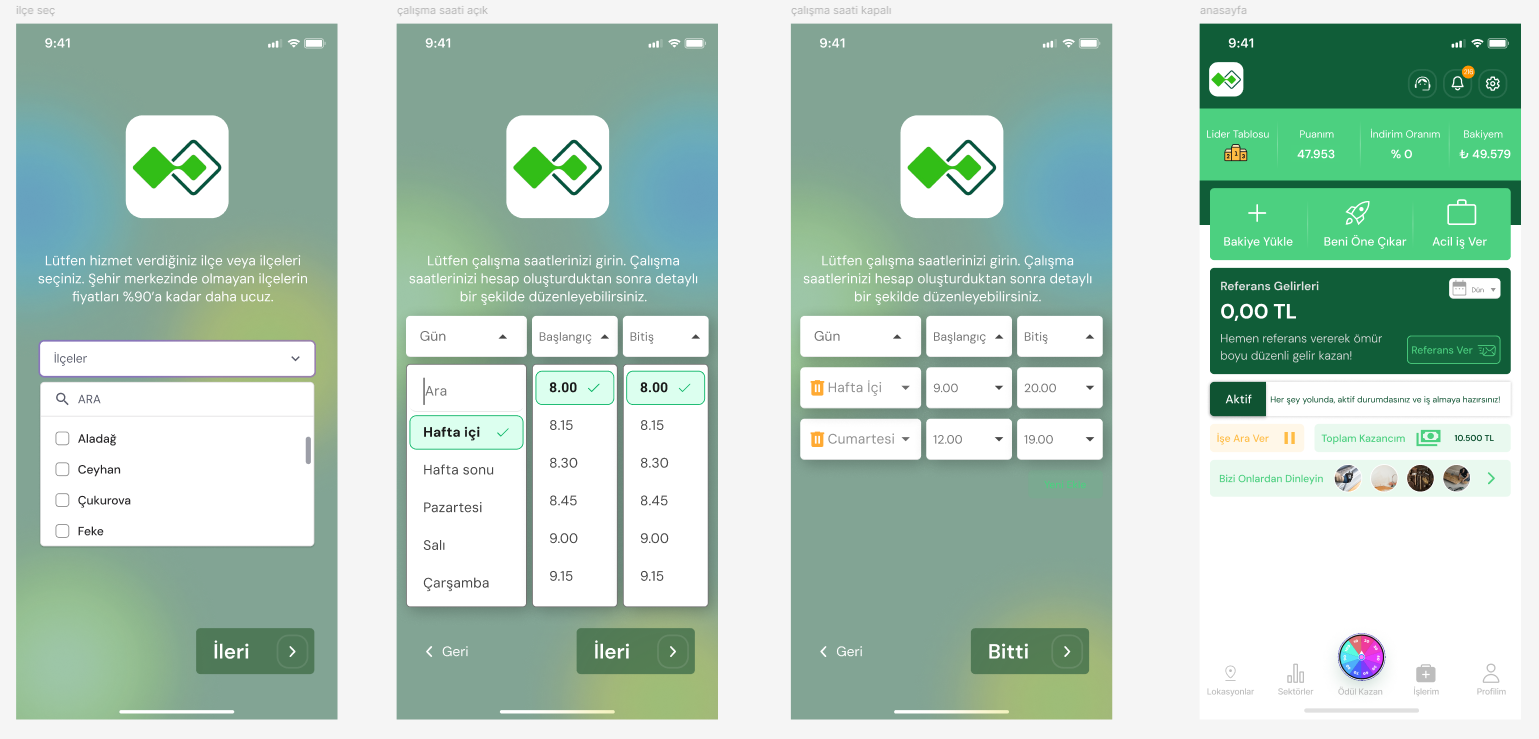 ilçe seç
9:41
Lütfen hizmet verdiğiniz ilçe veya ilçeleri
seçiniz. Şehir merkezinde olmayan ilçelerin
fiyatları %90'a kadar daha ucuz.
İlçeler
ARA
Aladağ
Ceyhan
Çukurova
Feke
İleri
çalışma saati açık
9:41
Lütfen çalışma saatlerinizi girin. Çalışma
saatlerinizi hesap oluşturduktan sonra detaylı
bir şekilde düzenleyebilirsiniz.
Gün Başlangıç Bitiş
Ara 8.00 8.00
Hafta içi 8.15 8.15
Hafta sonu 8.30 8.30
Pazartesi 8.45 8.45
Salı 9.00 9.00
Çarşamba 9.15 9.15
Geri İleri
çalışma saati kapalı
9:41
Lütfen çalışma saatlerinizi girin. Çalışma
saatlerinizi hesap oluşturduktan sonra detaylı
bir şekilde düzenleyebilirsiniz.
Gün Başlangıç Bitiş
Hafta İçi 9.00 20.00
Cumartesi 12.00 19.00
Geri Bitti
anasayfa
9:41
Lider Tablosu Puanım İndirim Oranım Bakiyem
2 1 3 47.953 % 0 ₺ 49.579
Bakiye Yükle Beni Öne Çıkar Acil iş Ver
Referans Gelirleri Dün
0,00 TL
Hemen referans vererek ömür
boyu düzenli gelir kazan!
Referans Ver
Aktif Her şey yolunda, aktif durumdasınız ve iş almaya hazırsınız!
İşe Ara Ver Toplam Kazancım 10.500 TL
Bizi Onlardan Dinleyin
Lokasyonlar Sektörler Ödül Kazan İşlerim Profilim